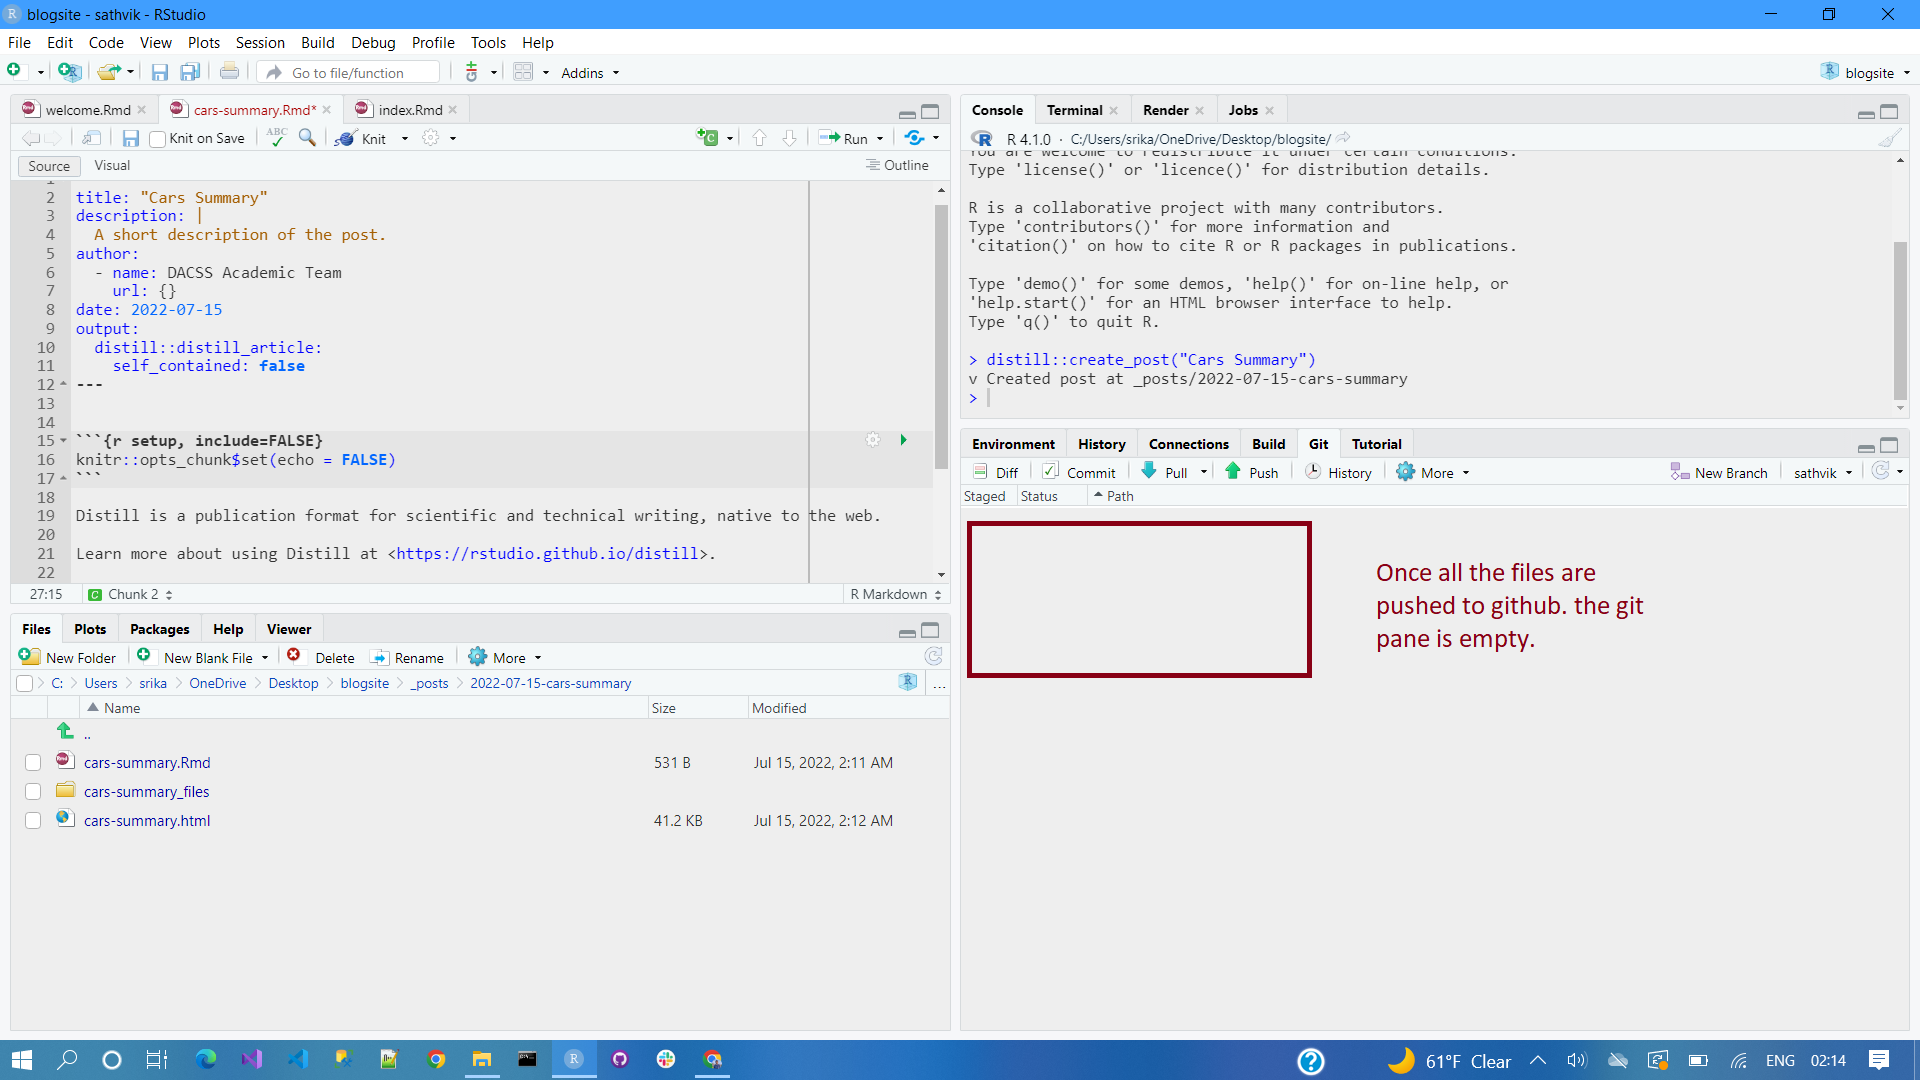 blogsite - sathvik - RStudio
File Edit Code View Plots Session Build Debug Profile Tools Help
Go to file/function Addins blogsite
welcome.Rmd cars-summary.Rmd* index.Rmd
Knit on Save ABC Knit Run
Source Visual Outline
1
2 title: "Cars Summary"
3 description: |
4 A short description of the post.
5 author:
6 - name: DACSS Academic Team
7 url: {}
8 date: 2022-07-15
9 output:
10 distill::distill_article:
11 self_contained: false
12 ---
13
14
15 ```{r setup, include=FALSE}
16 knitr::opts_chunk$set(echo = FALSE)
17 ```
18
19 Distill is a publication format for scientific and technical writing, native to the web.
20
21 Learn more about using Distill at <https://rstudio.github.io/distill>.
22
27:15 Chunk 2 R Markdown
Files Plots Packages Help Viewer
New Folder New Blank File Delete Rename More
C: Users srika OneDrive Desktop blogsite _posts 2022-07-15-cars-summary ...
Name Size Modified
..
cars-summary.Rmd 531 B Jul 15, 2022, 2:11 AM
cars-summary_files
cars-summary.html 41.2 KB Jul 15, 2022, 2:12 AM
Console Terminal Render Jobs
R 4.1.0 · C:/Users/srika/OneDrive/Desktop/blogsite/
You are welcome to redistribute it under certain conditions.
Type 'license()' or 'licence()' for distribution details.
R is a collaborative project with many contributors.
Type 'contributors()' for more information and
'citation()' on how to cite R or R packages in publications.
Type 'demo()' for some demos, 'help()' for on-line help, or
'help.start()' for an HTML browser interface to help.
Type 'q()' to quit R.
> distill::create_post("Cars Summary")
v Created post at _posts/2022-07-15-cars-summary
>
Environment History Connections Build Git Tutorial
Diff Commit Pull Push History More New Branch sathvik
Staged Status Path
Once all the files are
pushed to github. the git
pane is empty.
61°F Clear ENG 02:14